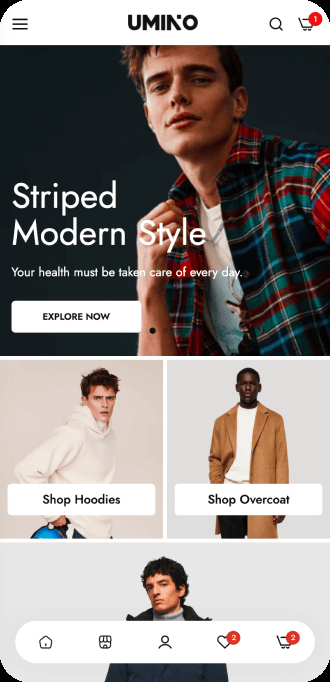 UMINO
1
Striped
Modern Style
Your health must be taken care of every day.
EXPLORE NOW
Shop Hoodies
Shop Overcoat
2
2